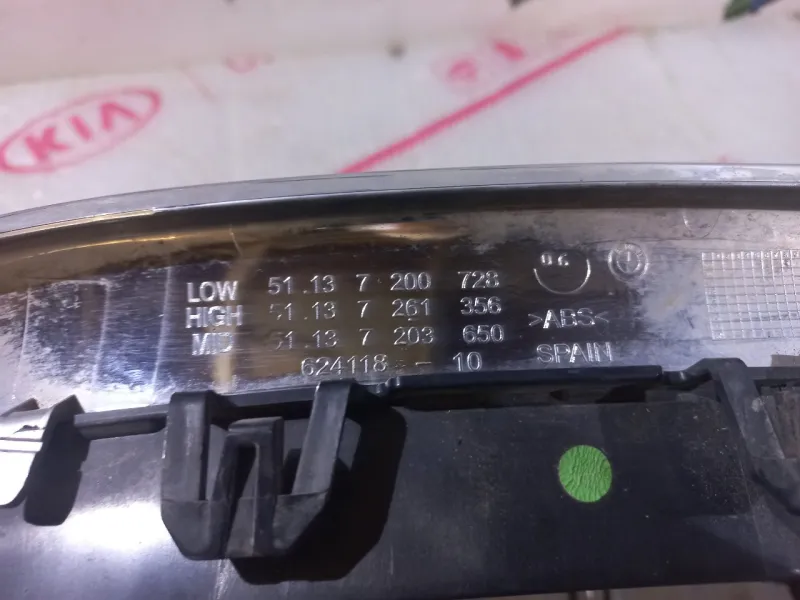 KIA
LOW 51.13 7 200 728
HIGH 51.13 7 261 356
MID 51.13 7 203 650
624118 - 10
06
>ABS<
SPAIN